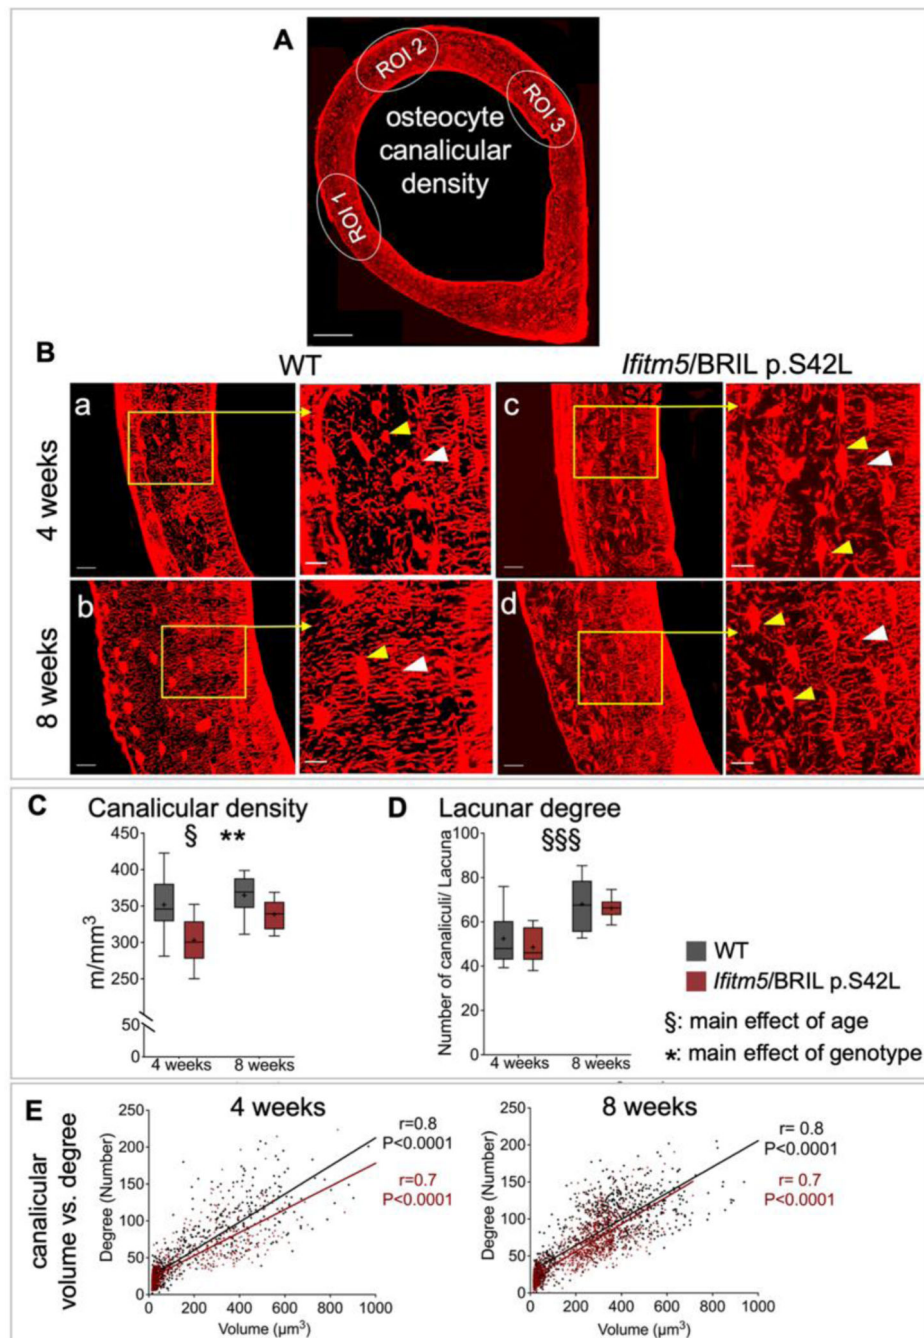 A
ROI 2
ROI 3
osteocyte
canalicular
density
ROI 1
B
WT
Ifitm5/BRIL p.S42L
4 weeks
a
c
8 weeks
b
d
C
Canalicular density
§ **
m/mm³
450
400
350
300
250
50
0
4 weeks
8 weeks
D
Lacunar degree
§§§
Number of canaliculi/ Lacuna
100
80
60
40
20
0
4 weeks
8 weeks
WT
Ifitm5/BRIL p.S42L
§: main effect of age
*: main effect of genotype
E
canalicular
volume vs. degree
4 weeks
Degree (Number)
250
200
150
100
50
0
r= 0.8
P<0.0001
r=0.7
P<0.0001
0 200 400 600 800 1000
Volume (µm³)
8 weeks
Degree (Number)
250
200
150
100
50
0
r= 0.8
P<0.0001
r= 0.7
P<0.0001
0 200 400 600 800 1000
Volume (µm³)